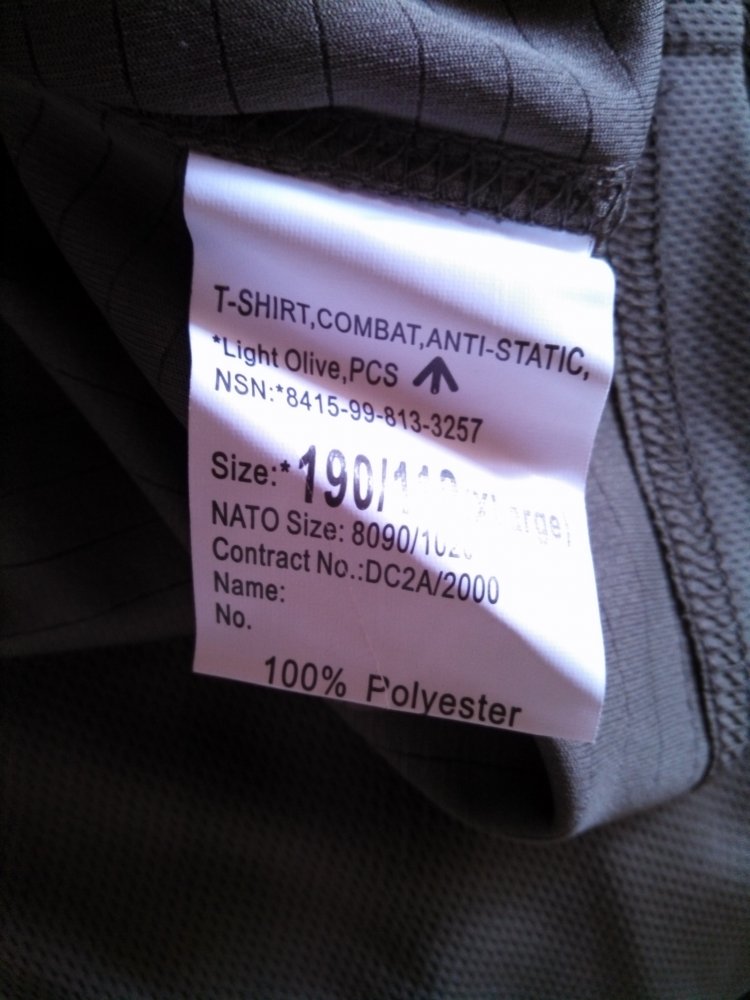 T-SHIRT,COMBAT,ANTI-STATIC,
*Light Olive,PCS
NSN:*8415-99-813-3257
Size:*
NATO Size:
Contract No.:DC2A/2000
Name:
No.
100% Polyester